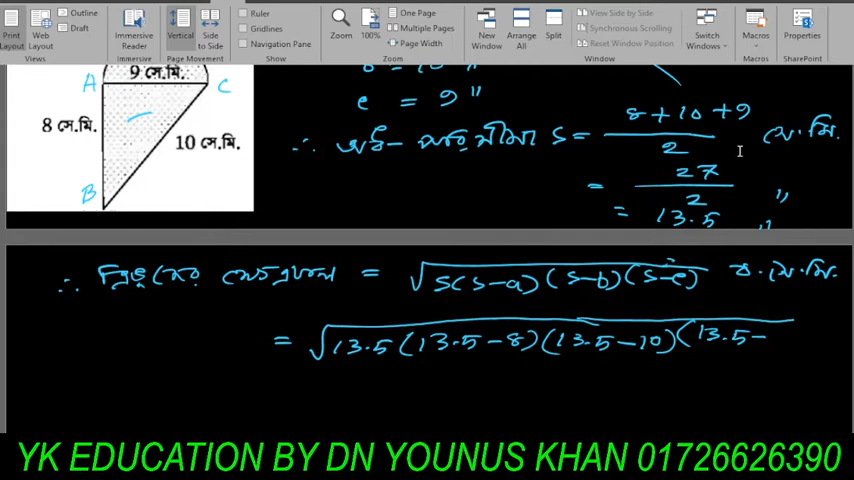 Outline
Draft
Print Layout
Web Layout
Views
Immersive Reader
Immersive
Vertical
Side to Side
Page Movement
Ruler
Gridlines
Navigation Pane
Show
Zoom
100%
One Page
Multiple Pages
Page Width
Zoom
New Window
Arrange All
Split
View Side by Side
Synchronous Scrolling
Reset Window Position
Window
Switch Windows
Macros
Macros
Properties
SharePoint
A 9 সে.মি. C
8 সে.মি.
10 সে.মি.
B
c = 9 "
∴ অর্ধ-পরিসীমা s = 8+10+9 / 2 সে.মি.
= 27 / 2 "
= 13.5 "
∴ ত্রিভুজের ক্ষেত্রফল = √s(s-a)(s-b)(s-c) ব.সে.মি.
= √13.5(13.5-8)(13.5-10)(13.5-
YK EDUCATION BY DN YOUNUS KHAN 01726626390